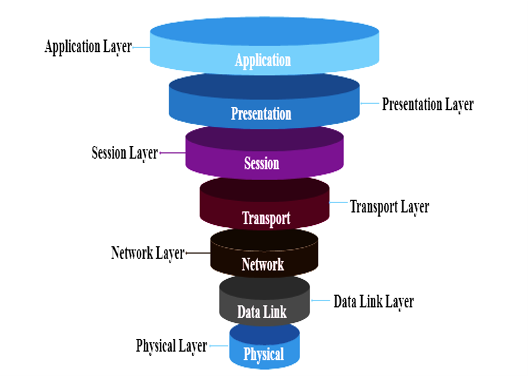 Application Layer
Application
Presentation
Presentation Layer
Session Layer
Session
Transport
Transport Layer
Network Layer
Network
Data Link
Data Link Layer
Physical Layer
Physical